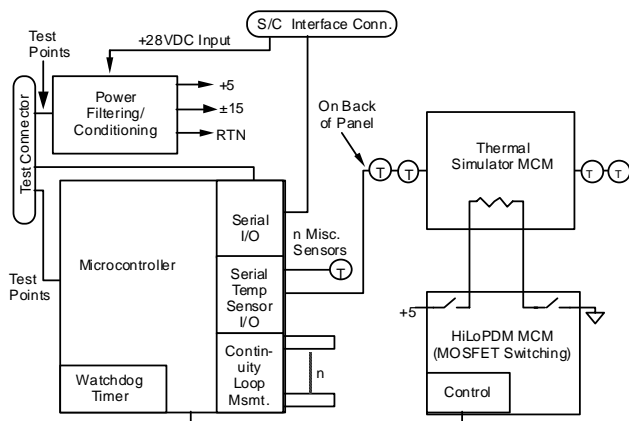 S/C Interface Conn.
Test
Points
+28VDC Input
Power
Filtering/
Conditioning
+5
±15
RTN
Test Connector
On Back
of Panel
T
T
Thermal
Simulator MCM
T
T
Serial
I/O
n Misc.
Sensors
T
Microcontroller
Serial
Temp
Sensor
I/O
Test
Points
Contin-
uity
Loop
Msmt.
n
Watchdog
Timer
+5
HiLoPDM MCM
(MOSFET Switching)
Control